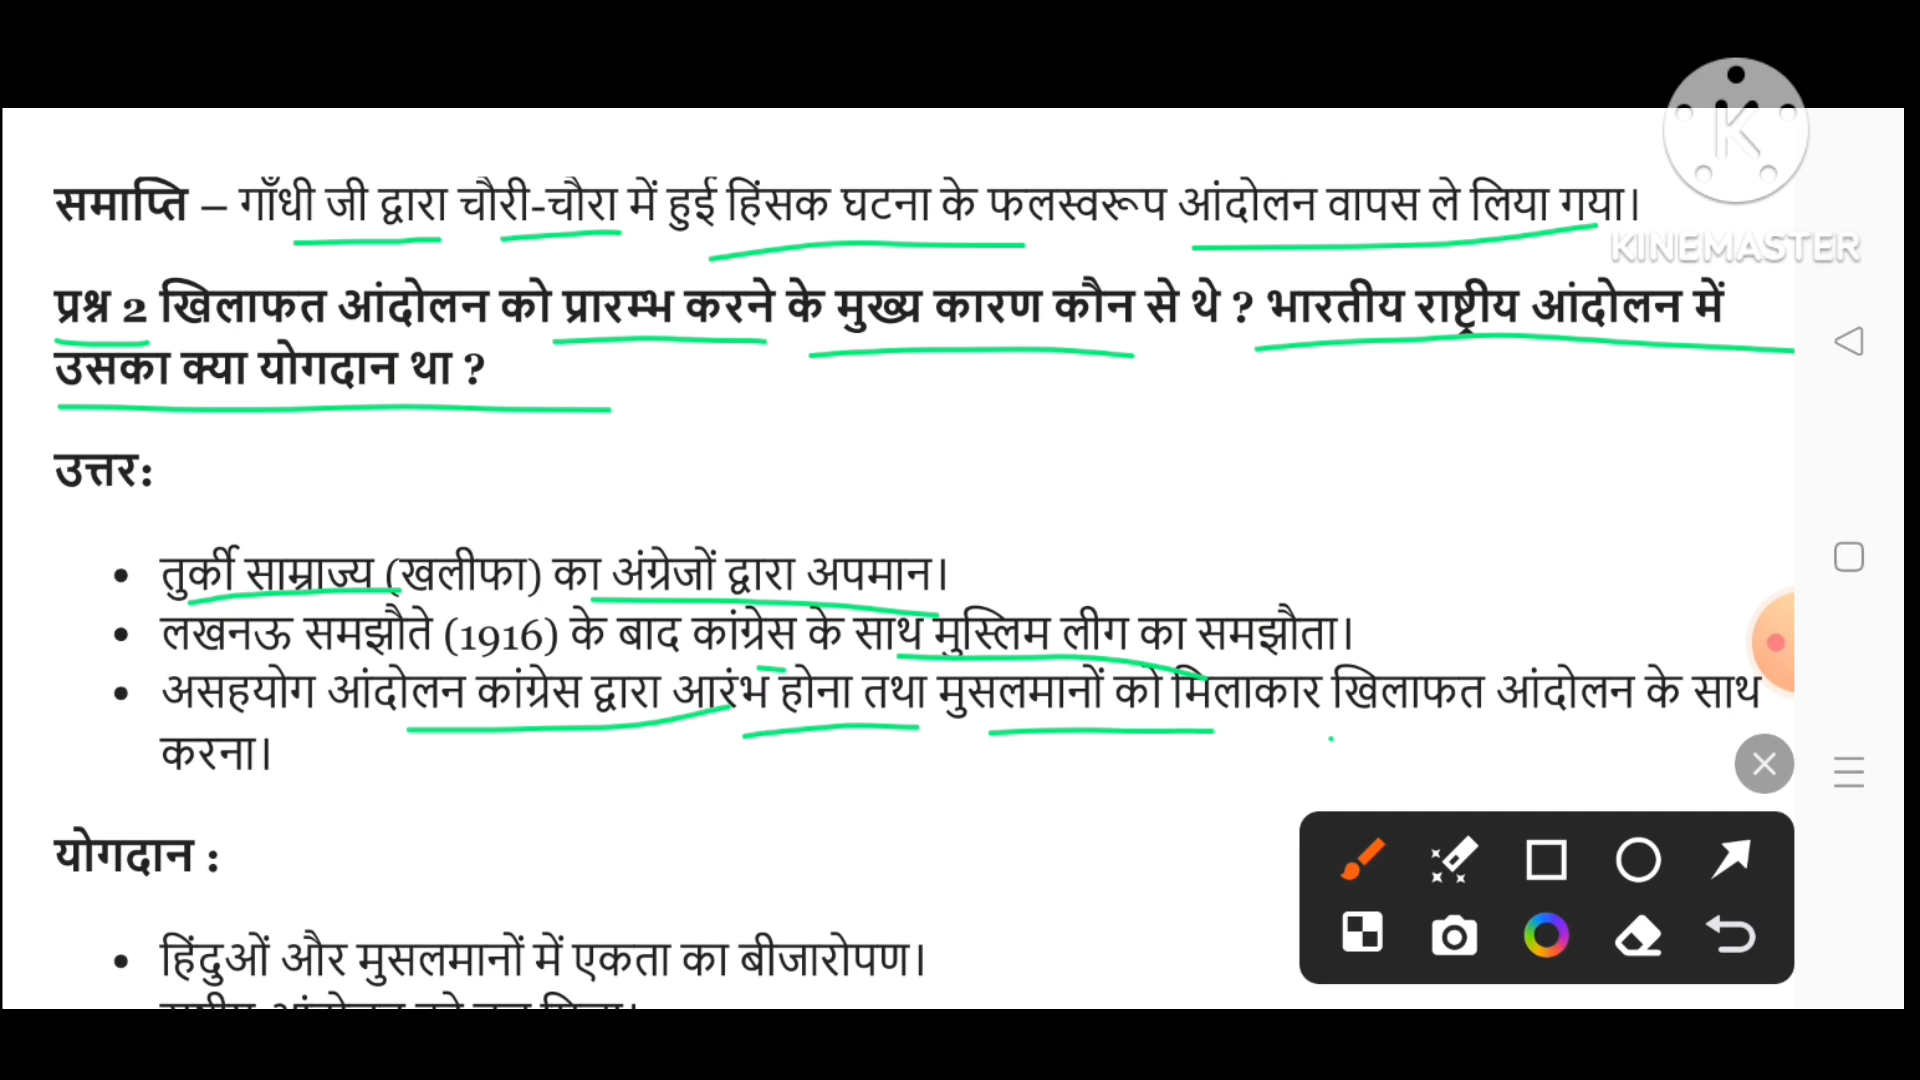 KINEMASTER
समाप्ति – गाँधी जी द्वारा चौरी-चौरा में हुई हिंसक घटना के फलस्वरूप आंदोलन वापस ले लिया गया।
प्रश्न 2 खिलाफत आंदोलन को प्रारम्भ करने के मुख्य कारण कौन से थे ? भारतीय राष्ट्रीय आंदोलन में
उसका क्या योगदान था ?
उत्तर:
• तुर्की साम्राज्य (खलीफा) का अंग्रेजों द्वारा अपमान।
• लखनऊ समझौते (1916) के बाद कांग्रेस के साथ मुस्लिम लीग का समझौता।
• असहयोग आंदोलन कांग्रेस द्वारा आरंभ होना तथा मुसलमानों को मिलाकार खिलाफत आंदोलन के साथ
करना।
योगदान :
• हिंदुओं और मुसलमानों में एकता का बीजारोपण।